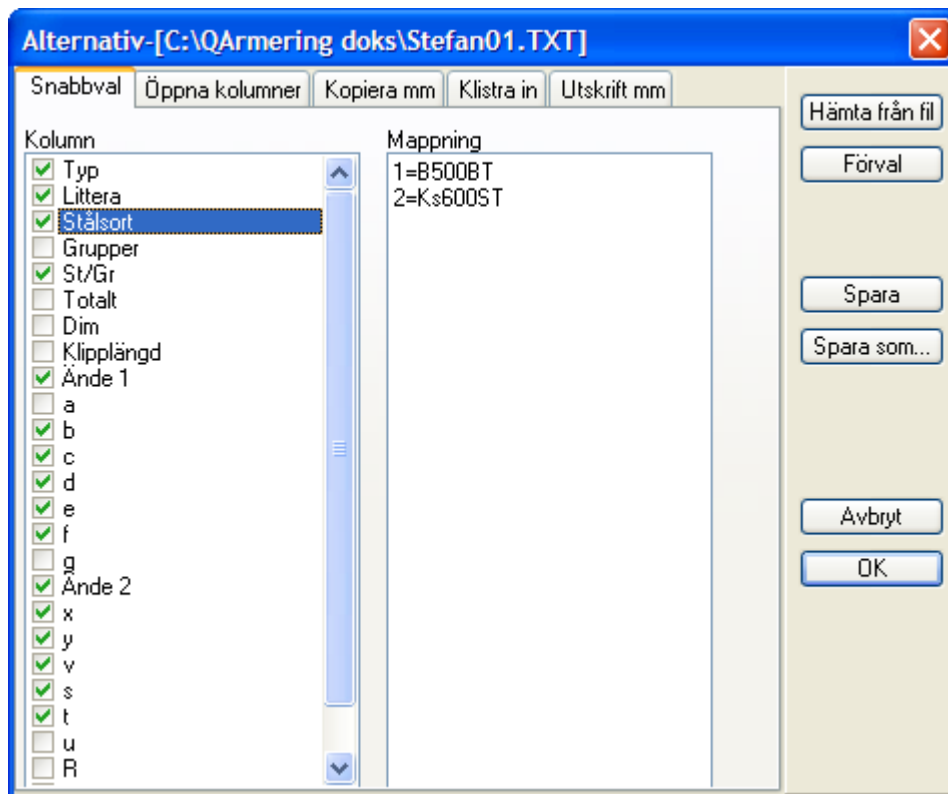 Alternativ-[C:\QArmering doks\Stefan01.TXT]
Snabbval
Öppna kolumner
Kopiera mm
Klistra in
Utskrift mm
Kolumn
Typ
Littera
Stålsort
Grupper
St/Gr
Totalt
Dim
Klipplängd
Ände 1
a
b
c
d
e
f
g
Ände 2
x
y
v
s
t
u
R
Mappning
1=B500BT
2=Ks600ST
Hämta från fil
Förval
Spara
Spara som...
Avbryt
OK